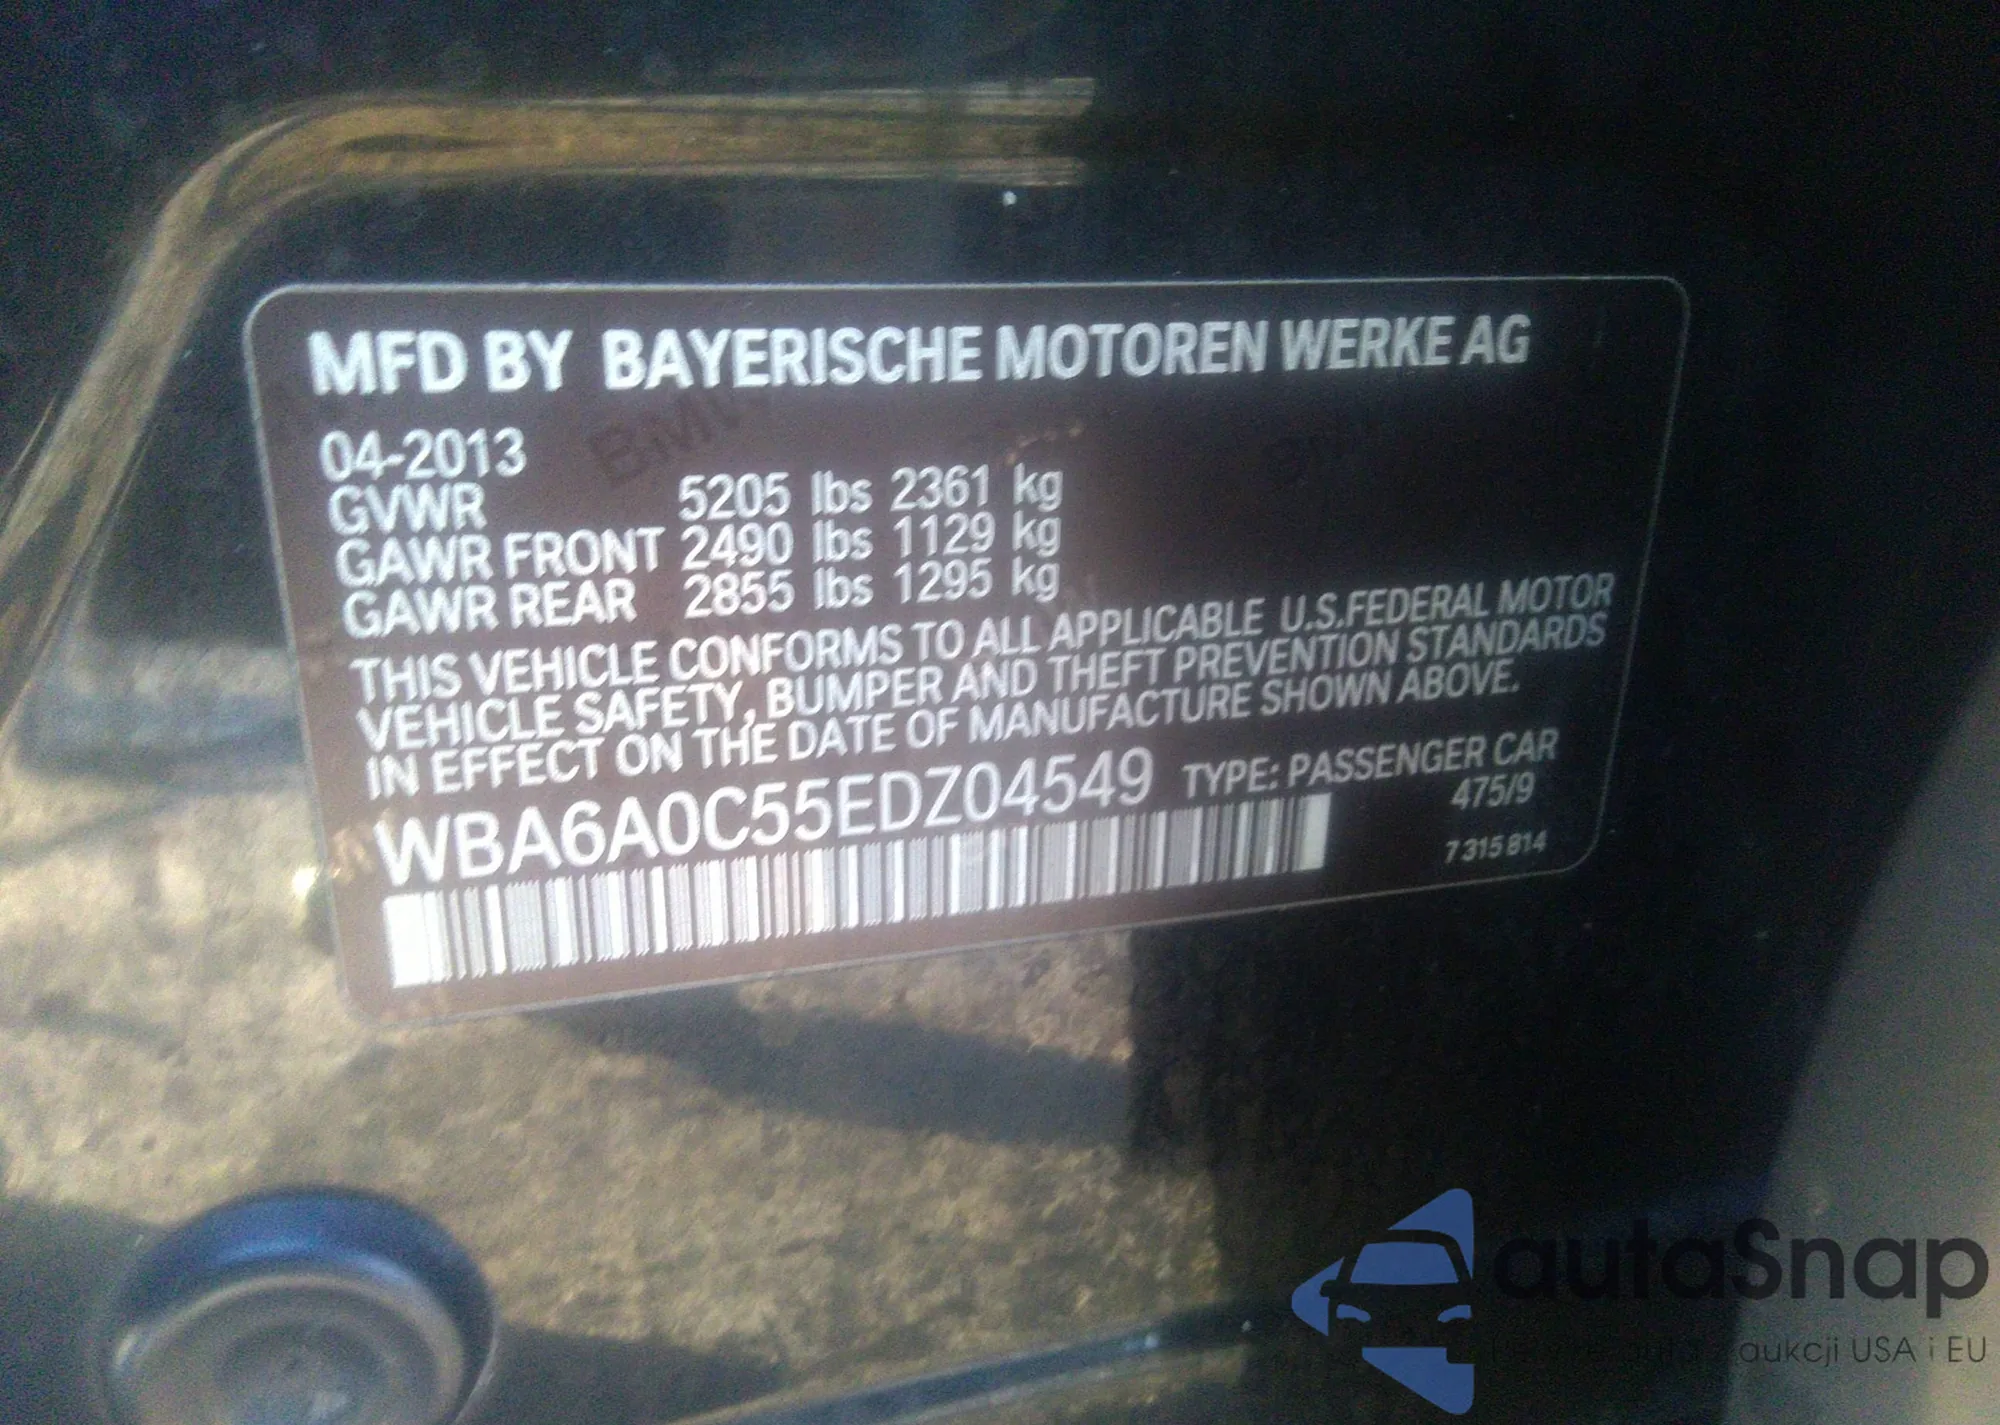 MFD BY BAYERISCHE MOTOREN WERKE AG
04-2013
GVWR 5205 lbs 2361 kg
GAWR FRONT 2490 lbs 1129 kg
GAWR REAR 2855 lbs 1295 kg
THIS VEHICLE CONFORMS TO ALL APPLICABLE U.S.FEDERAL MOTOR
VEHICLE SAFETY, BUMPER AND THEFT PREVENTION STANDARDS
IN EFFECT ON THE DATE OF MANUFACTURE SHOWN ABOVE.
WBA6A0C55EDZ04549 TYPE: PASSENGER CAR
475/9
7 315 814
autaSnap
aukcji USA i EU